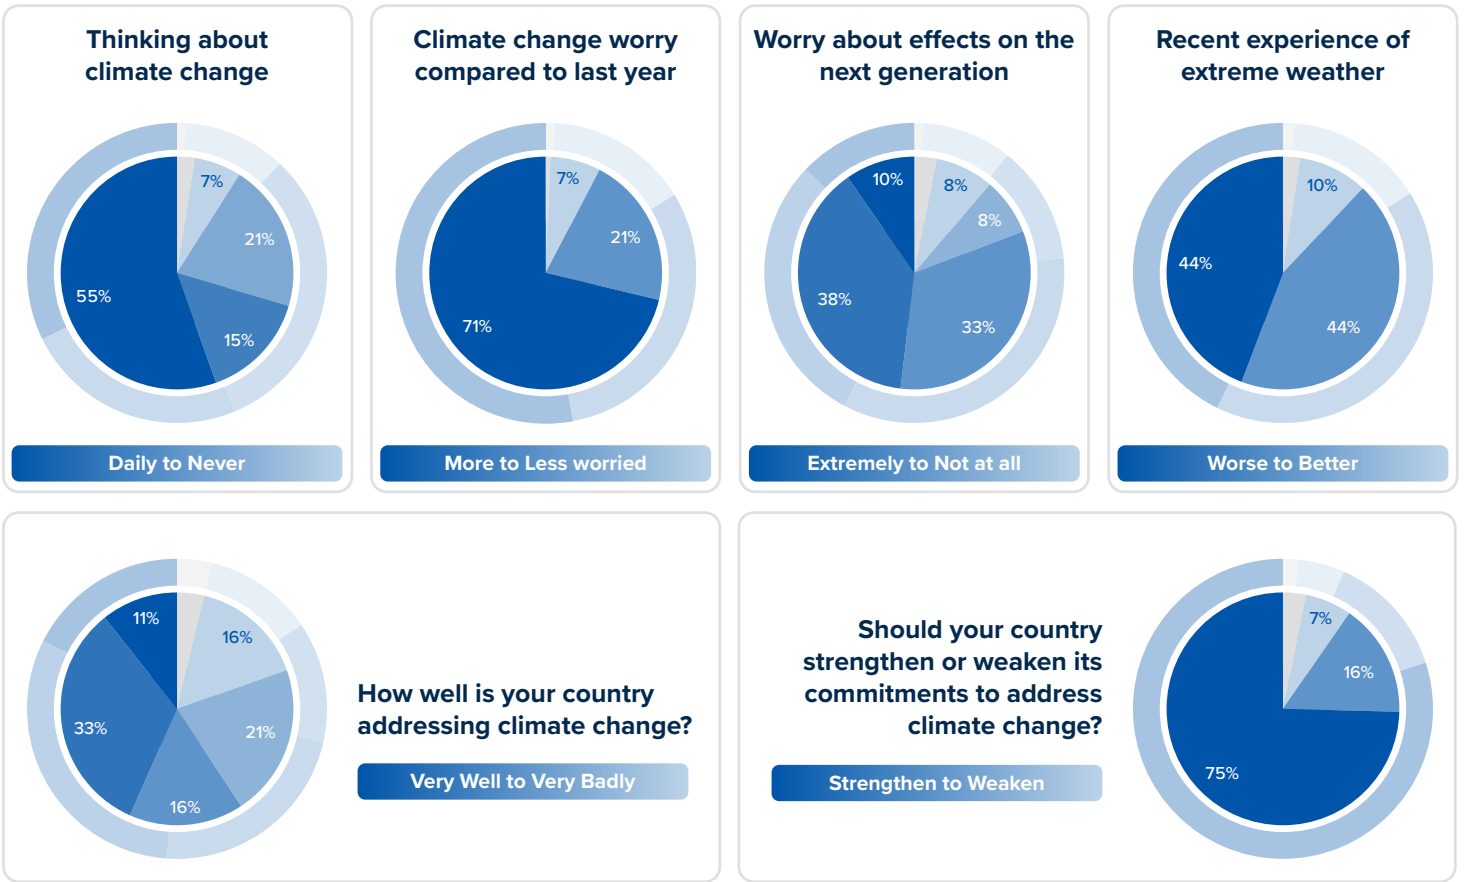 Thinking about
climate change
7%
21%
15%
55%
Daily to Never
Climate change worry
compared to last year
7%
21%
71%
More to Less worried
Worry about effects on the
next generation
10%
8%
8%
33%
38%
Extremely to Not at all
Recent experience of
extreme weather
10%
44%
44%
Worse to Better
11%
16%
21%
16%
33%
How well is your country
addressing climate change?
Very Well to Very Badly
Should your country
strengthen or weaken its
commitments to address
climate change?
Strengthen to Weaken
7%
16%
75%